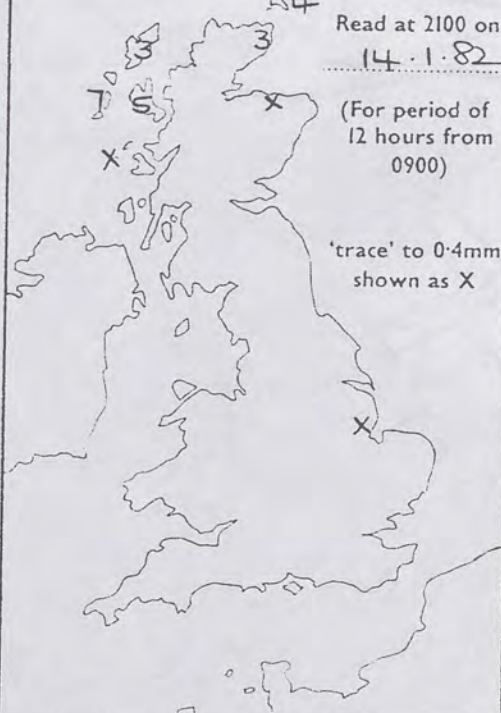 4
Read at 2100 on
14.1.82
3
3
7
5
X
(For period of
12 hours from
0900)
X
'trace' to 0·4mm
shown as X
X